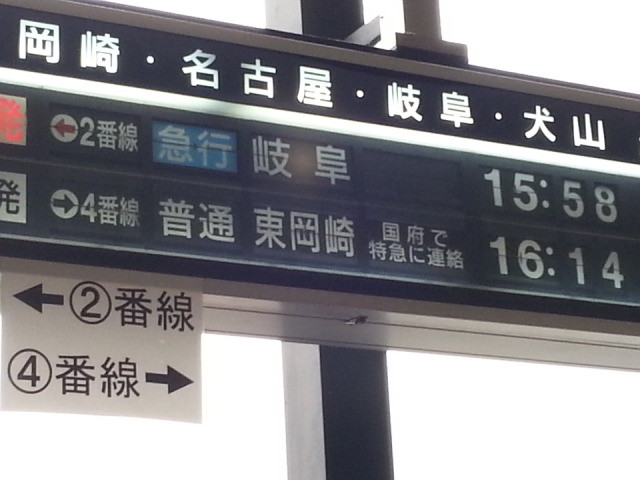 岡崎・名古屋・岐阜・犬山
発 ←2番線 急行 岐阜 15:58
発 →4番線 普通 東岡崎 国府で特急に連絡 16:14
←②番線
④番線→